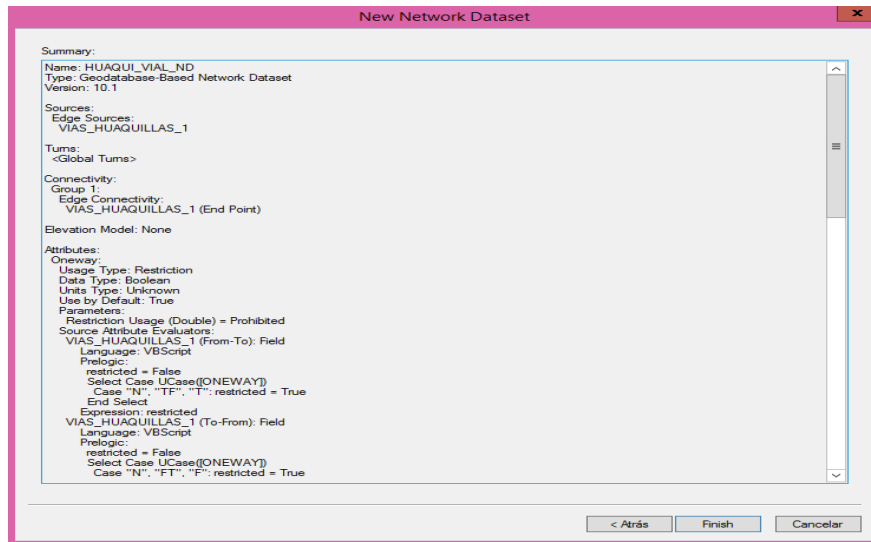 New Network Dataset
Summary:
Name: HUAQUI_VIAL_ND
Type: Geodatabase-Based Network Dataset
Version: 10.1
Sources:
Edge Sources:
VIAS_HUAQUILLAS_1
Turns:
<Global Turns>
Connectivity:
Group 1:
Edge Connectivity:
VIAS_HUAQUILLAS_1 (End Point)
Elevation Model: None
Attributes:
Oneway:
Usage Type: Restriction
Data Type: Boolean
Units Type: Unknown
Use by Default: True
Parameters:
Restriction Usage (Double) = Prohibited
Source Attribute Evaluators:
VIAS_HUAQUILLAS_1 (From-To): Field
Language: VBScript
Prelogic:
restricted = False
Select Case UCase([ONEWAY])
Case "N", "TF", "T": restricted = True
End Select
Expression: restricted
VIAS_HUAQUILLAS_1 (To-From): Field
Language: VBScript
Prelogic:
restricted = False
Select Case UCase([ONEWAY])
Case "N", "FT", "F": restricted = True
< Atrás Finish Cancelar